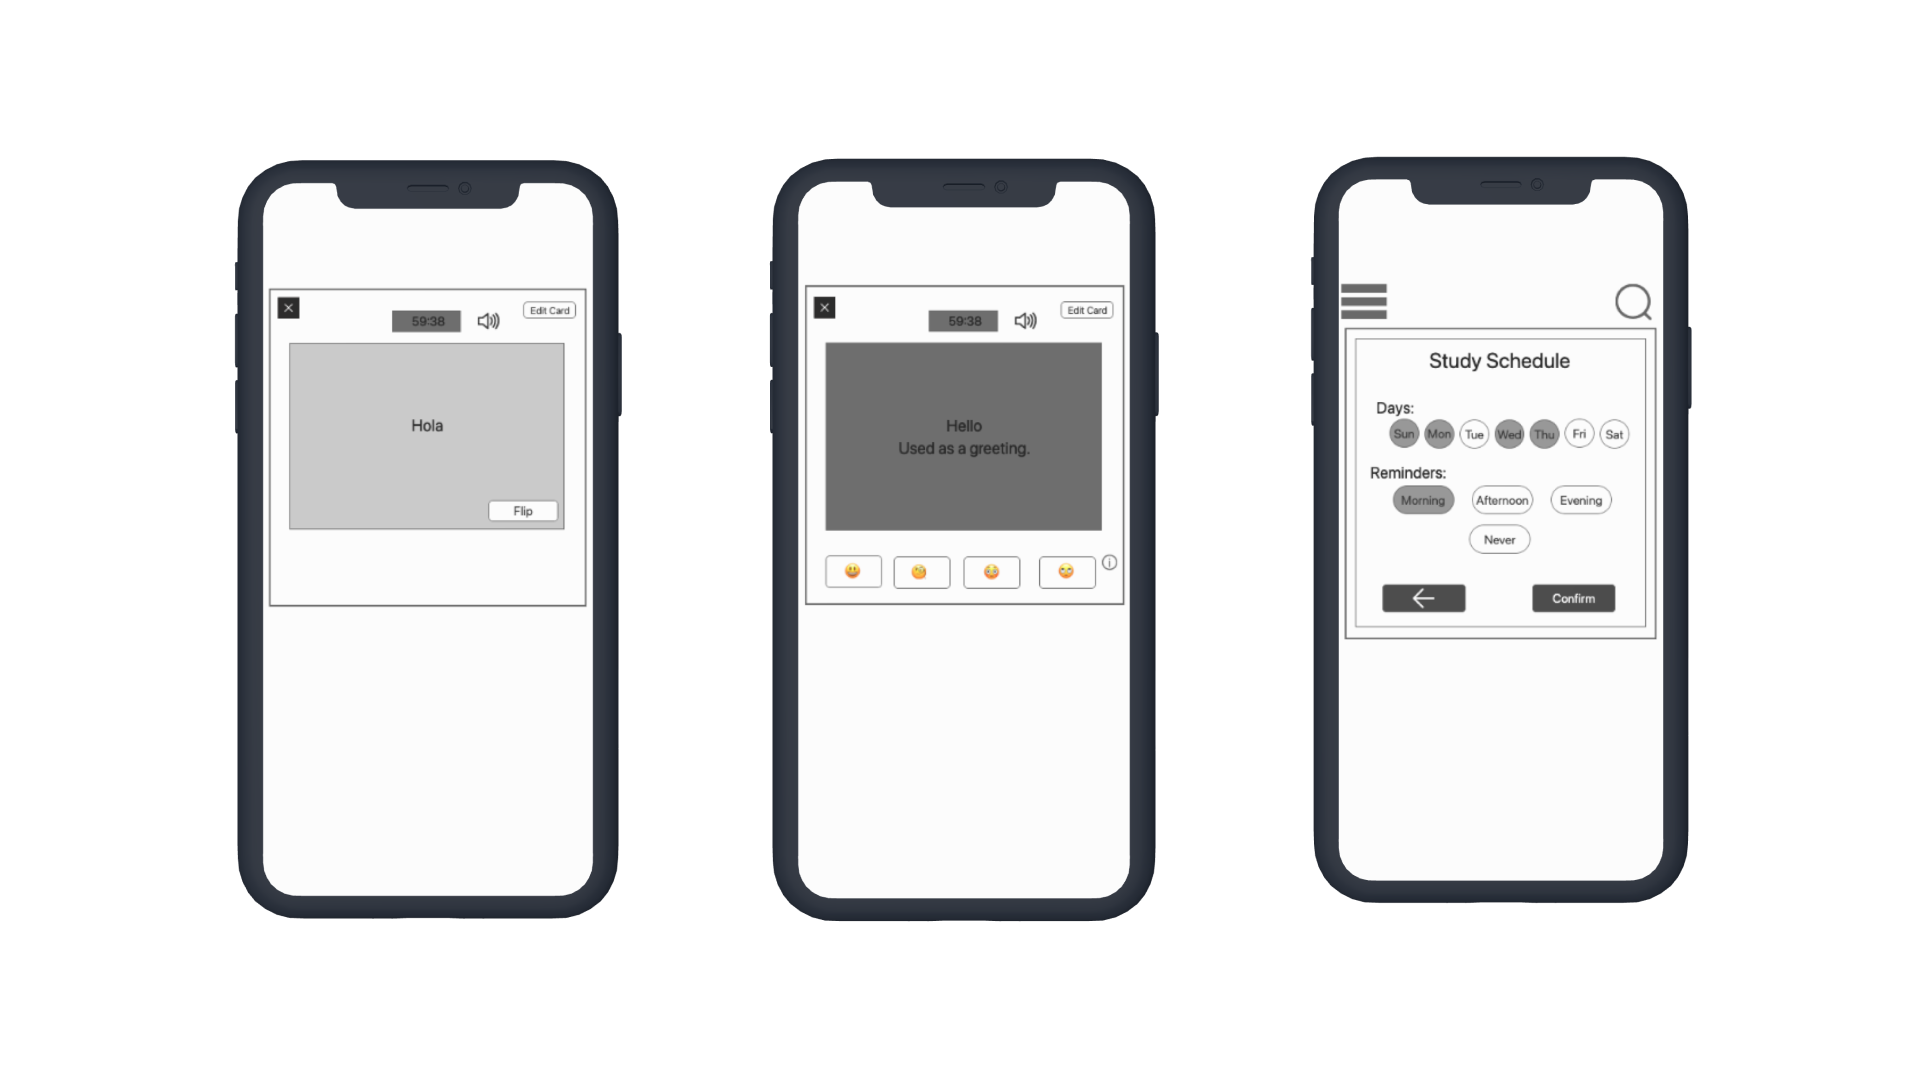 59:38
Edit Card
Hola
Flip
59:38
Edit Card
Hello
Used as a greeting.
Study Schedule
Days:
Sun Mon Tue Wed Thu Fri Sat
Reminders:
Morning Afternoon Evening
Never
Confirm